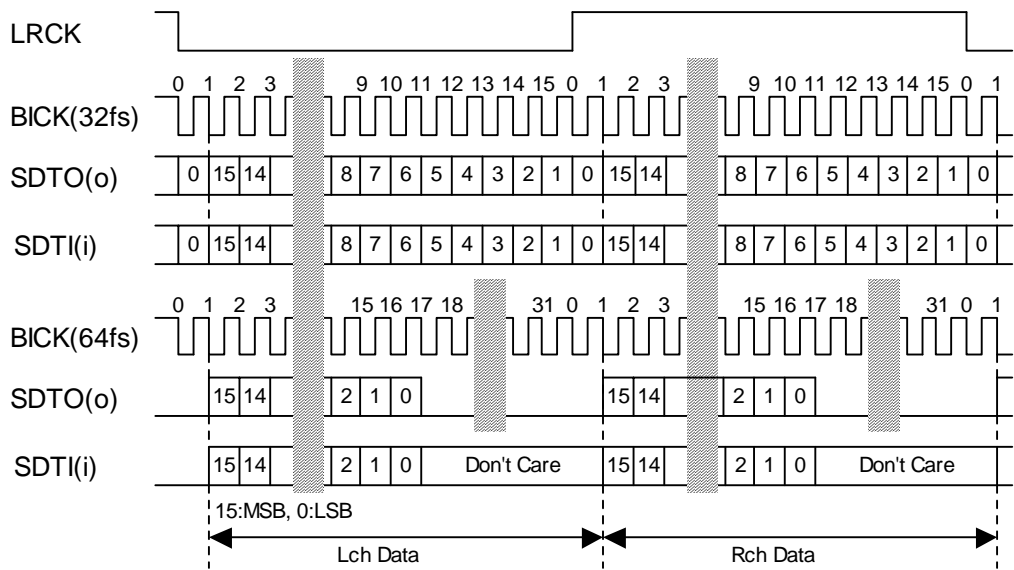 LRCK
0 1 2 3 9 10 11 12 13 14 15 0 1 2 3 9 10 11 12 13 14 15 0 1
BICK(32fs)
SDTO(o) 0 15 14 8 7 6 5 4 3 2 1 0 15 14 8 7 6 5 4 3 2 1 0
SDTI(i) 0 15 14 8 7 6 5 4 3 2 1 0 15 14 8 7 6 5 4 3 2 1 0
0 1 2 3 15 16 17 18 31 0 1 2 3 15 16 17 18 31 0 1
BICK(64fs)
SDTO(o) 15 14 2 1 0 15 14 2 1 0
SDTI(i) 15 14 2 1 0 Don't Care 15 14 2 1 0 Don't Care
15:MSB, 0:LSB
Lch Data Rch Data